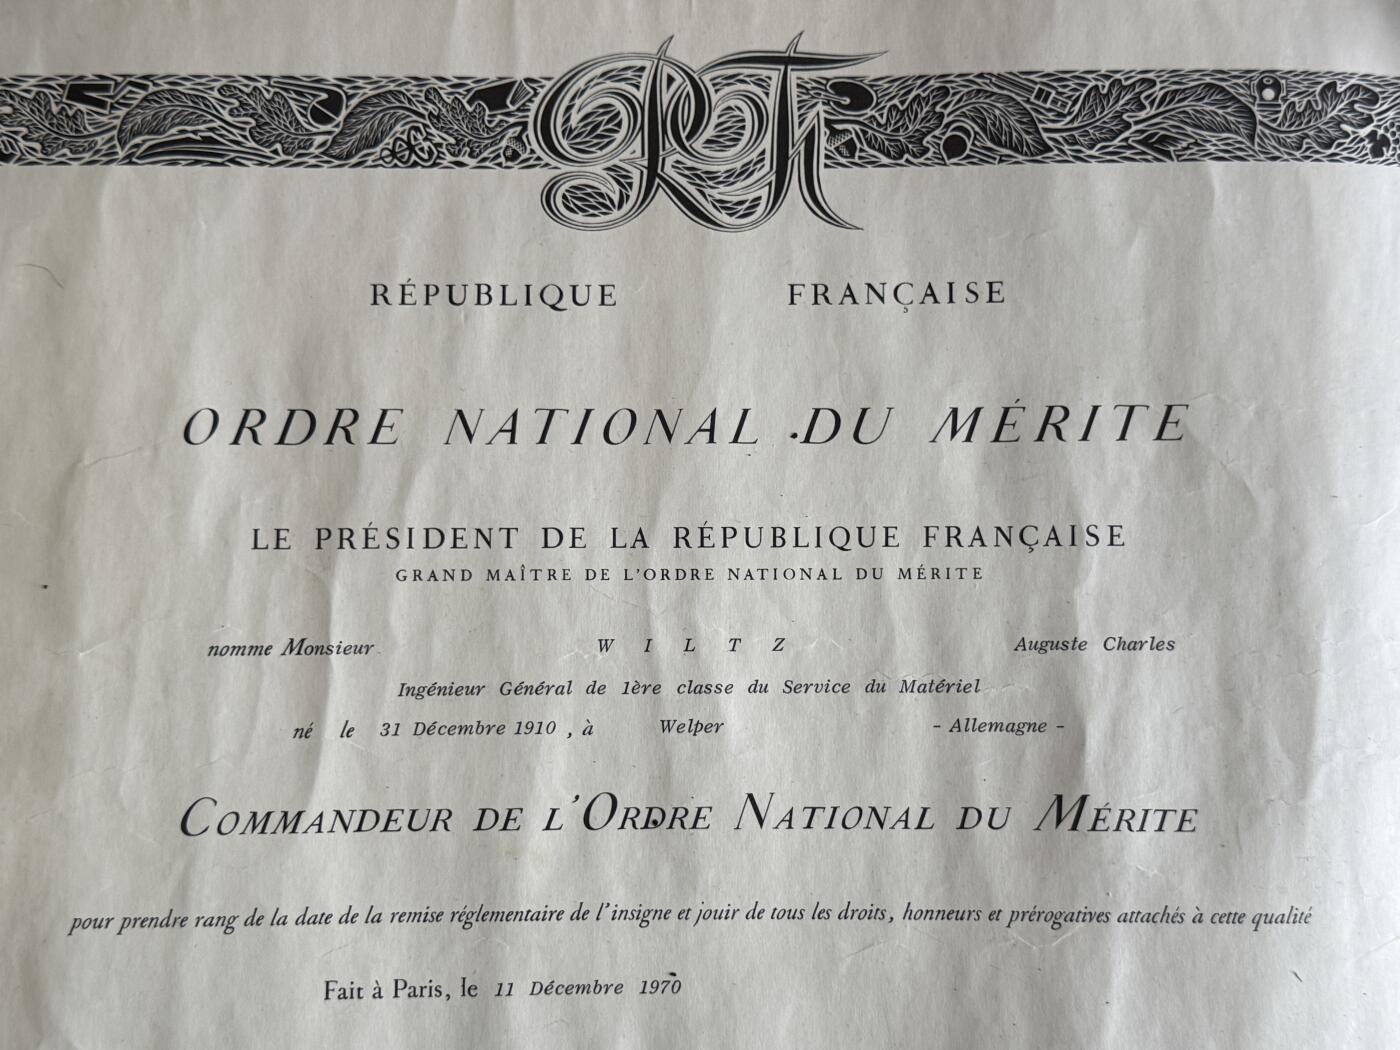 RF
RÉPUBLIQUE FRANÇAISE
ORDRE NATIONAL DU MÉRITE
LE PRÉSIDENT DE LA RÉPUBLIQUE FRANÇAISE
GRAND MAÎTRE DE L'ORDRE NATIONAL DU MÉRITE
nomme Monsieur W I L T Z Auguste Charles
Ingénieur Général de 1ère classe du Service du Matériel
né le 31 Décembre 1910 , à Welper - Allemagne -
COMMANDEUR DE L'ORDRE NATIONAL DU MÉRITE
pour prendre rang de la date de la remise réglementaire de l'insigne et jouir de tous les droits, honneurs et prérogatives attachés à cette qualité
Fait à Paris, le 11 Décembre 1970